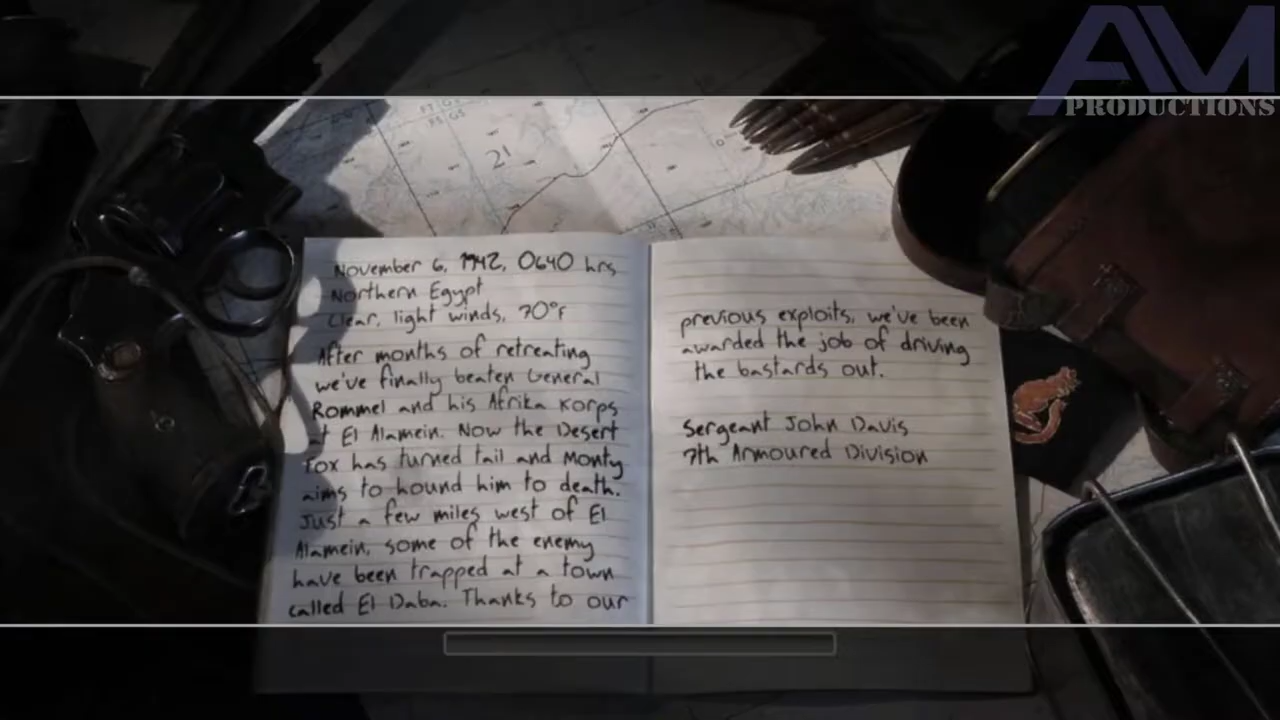 AM
PRODUCTIONS
21
November 6, 1942, 0640 hrs
Northern Egypt
Clear, light winds, 70°F
After months of retreating
we've finally beaten General
Rommel and his Afrika Korps
at El Alamein. Now the Desert
Fox has turned tail and Monty
aims to hound him to death.
Just a few miles west of El
Alamein, some of the enemy
have been trapped at a town
called El Daba. Thanks to our
previous exploits, we've been
awarded the job of driving
the bastards out.
Sergeant John Davis
7th Armoured Division